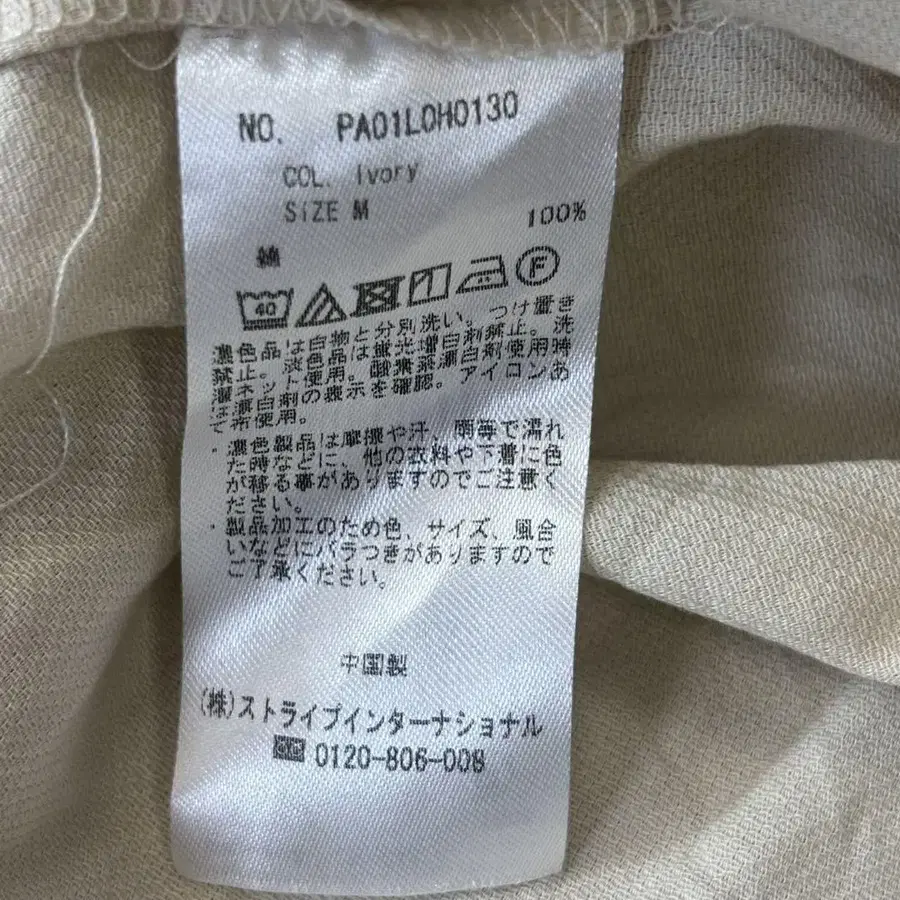 NO. PA01L0H0130
COL. Ivory
SIZE M
綿 100%
40 F
濃色品は白物と分別洗い。つけ置き
禁止。淡色品は蛍光増白剤禁止。洗
濯ネット使用。酸素系漂白剤使用時
は漂白剤の表示を確認。アイロンあ
て布使用。
・濃色製品は摩擦や汗、雨等で濡れ
た時などに、他の衣料や下着に色
が移る事がありますのでご注意く
ださい。
・製品加工のため色、サイズ、風合
いなどにバラつきがありますので
ご了承ください。
中国製
(株)ストライプインターナショナル
0120-806-008